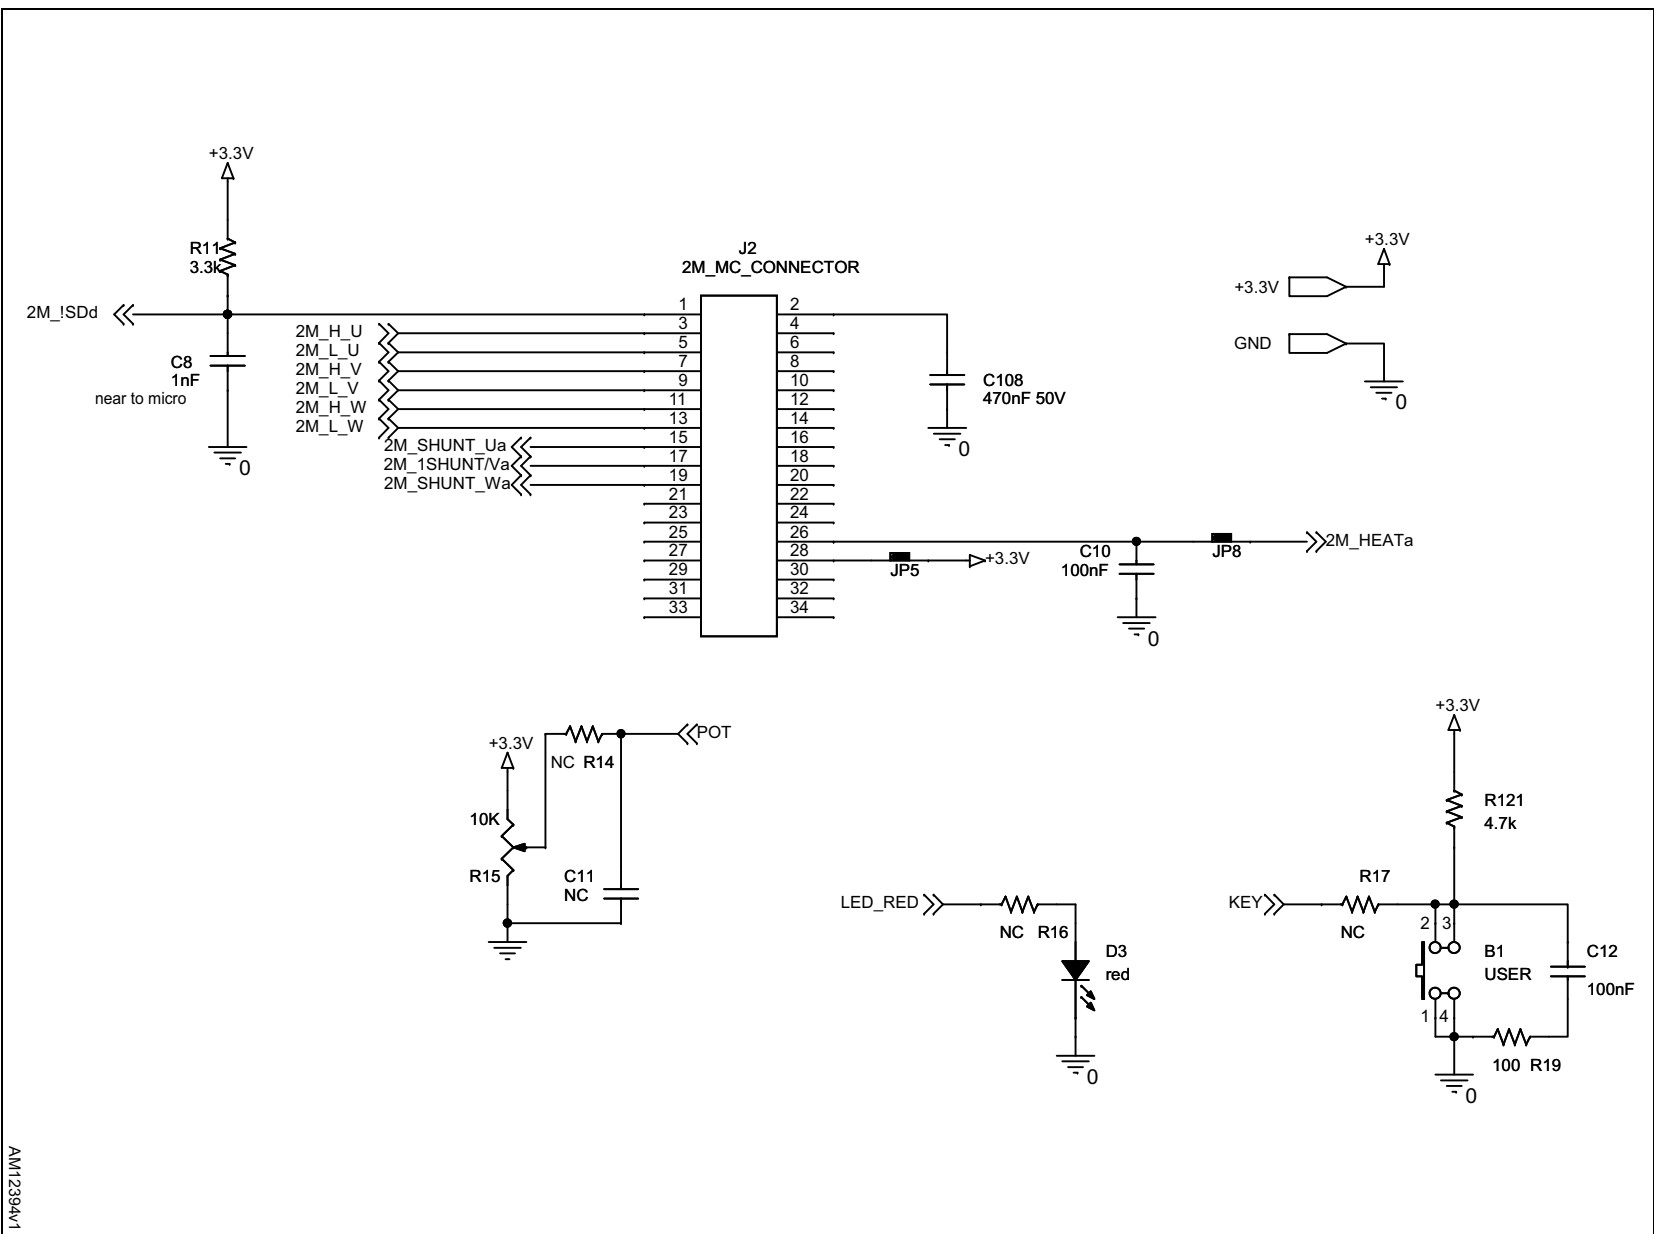 +3.3V
R11
3.3k
2M_!SDd
C8
1nF
near to micro
0
2M_H_U
2M_L_U
2M_H_V
2M_L_V
2M_H_W
2M_L_W
2M_SHUNT_Ua
2M_1SHUNT/Va
2M_SHUNT_Wa
J2
2M_MC_CONNECTOR
1 2
3 4
5 6
7 8
9 10
11 12
13 14
15 16
17 18
19 20
21 22
23 24
25 26
27 28
29 30
31 32
33 34
C108
470nF 50V
0
+3.3V
+3.3V
GND
0
JP5
+3.3V
C10
100nF
0
JP8
2M_HEATa
+3.3V
NC R14
POT
10K
R15
C11
NC
LED_RED
NC R16
D3
red
0
+3.3V
R121
4.7k
KEY
R17
NC
2 3
B1
USER
1 4
C12
100nF
100 R19
0
AM12394v1